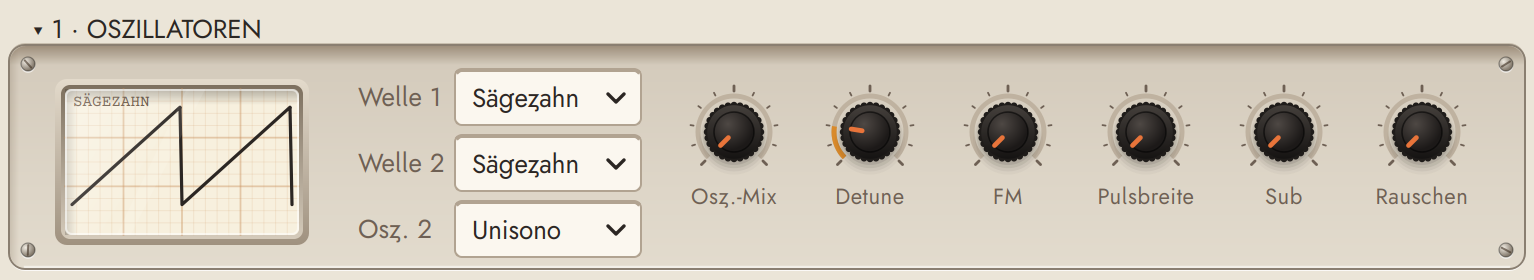 ▾ 1 · OSZILLATOREN
SÄGEZAHN
Welle 1 Sägezahn
Welle 2 Sägezahn
Osz. 2 Unisono
Osz.-Mix Detune FM Pulsbreite Sub Rauschen